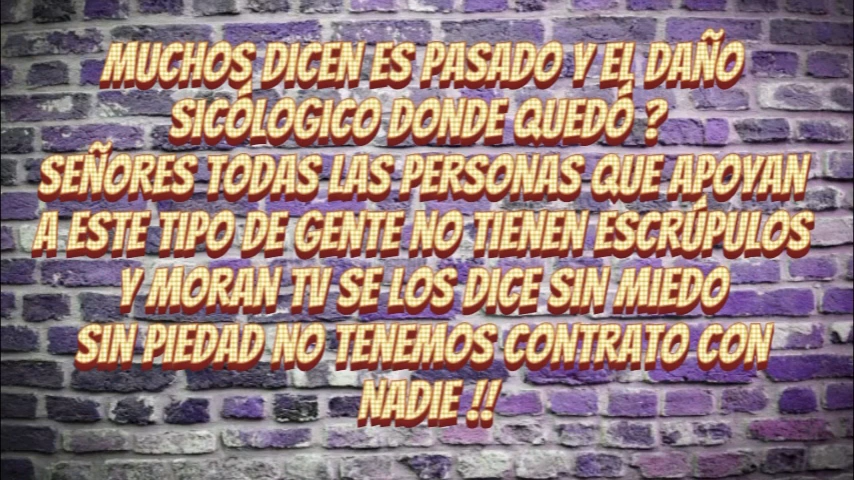 MUCHOS DICEN ES PASADO Y EL DAÑO
SICÓLOGICO DONDE QUEDÓ ?
SEÑORES TODAS LAS PERSONAS QUE APOYAN
A ESTE TIPO DE GENTE NO TIENEN ESCRÚPULOS
Y MORAN TV SE LOS DICE SIN MIEDO
SIN PIEDAD NO TENEMOS CONTRATO CON
NADIE !!